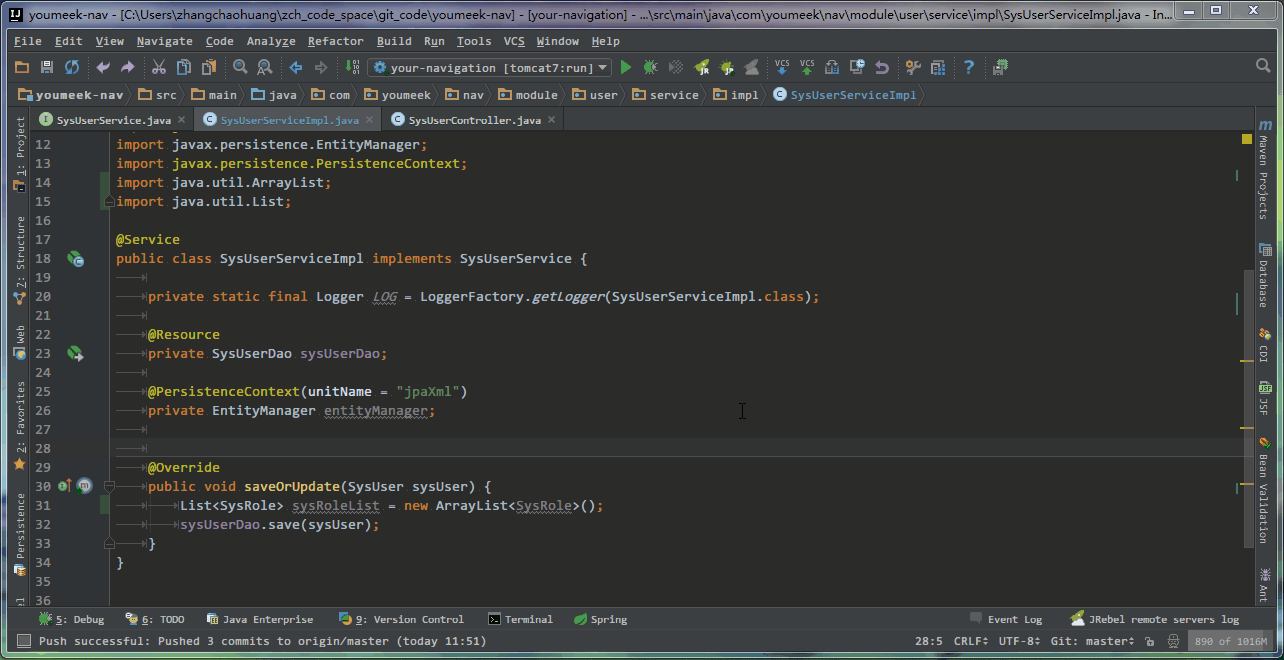 youmeek-nav - [C:\Users\zhangchaohuang\zch_code_space\git_code\youmeek-nav] - [your-navigation] - ...\src\main\java\com\youmeek\nav\module\user\service\impl\SysUserServiceImpl.java - In...
File Edit View Navigate Code Analyze Refactor Build Run Tools VCS Window Help
your-navigation [tomcat7:run] JR JP VCS VCS ?
youmeek-nav src main java com youmeek nav module user service impl SysUserServiceImpl
SysUserService.java SysUserServiceImpl.java SysUserController.java
12 import javax.persistence.EntityManager;
13 import javax.persistence.PersistenceContext;
14 import java.util.ArrayList;
15 import java.util.List;
16
17 @Service
18 public class SysUserServiceImpl implements SysUserService {
19
20 private static final Logger LOG = LoggerFactory.getLogger(SysUserServiceImpl.class);
21
22 @Resource
23 private SysUserDao sysUserDao;
24
25 @PersistenceContext(unitName = "jpaXml")
26 private EntityManager entityManager;
27
28
29 @Override
30 public void saveOrUpdate(SysUser sysUser) {
31 List<SysRole> sysRoleList = new ArrayList<SysRole>();
32 sysUserDao.save(sysUser);
33 }
34 }
35
36
1: Project
7: Structure
Web
2: Favorites
Persistence
Maven Projects
Database
CDI
JSF
Bean Validation
Ant
5: Debug 6: TODO Java Enterprise 9: Version Control Terminal Spring Event Log JRebel remote servers log
Push successful: Pushed 3 commits to origin/master (today 11:51) 28:5 CRLF UTF-8 Git: master 890 of 1016M